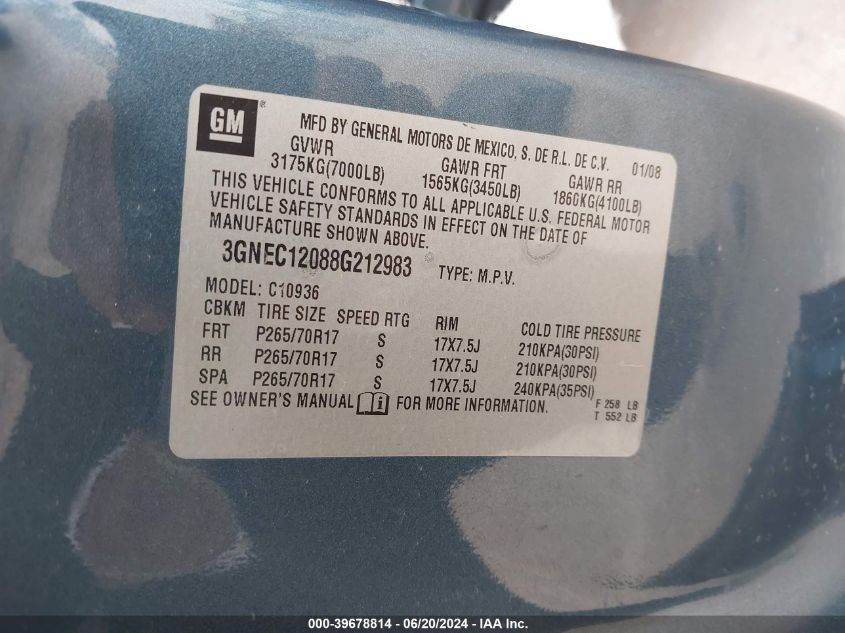 GM ®
MFD BY GENERAL MOTORS DE MEXICO, S. DE R.L. DE C.V. 01/08
GVWR GAWR FRT GAWR RR
3175KG(7000LB) 1565KG(3450LB) 1860KG(4100LB)
THIS VEHICLE CONFORMS TO ALL APPLICABLE U.S. FEDERAL MOTOR
VEHICLE SAFETY STANDARDS IN EFFECT ON THE DATE OF
MANUFACTURE SHOWN ABOVE.
3GNEC12088G212983 TYPE: M.P.V.
MODEL: C10936
CBKM TIRE SIZE SPEED RTG RIM COLD TIRE PRESSURE
FRT P265/70R17 S 17X7.5J 210KPA(30PSI)
RR P265/70R17 S 17X7.5J 210KPA(30PSI)
SPA P265/70R17 S 17X7.5J 240KPA(35PSI)
SEE OWNER'S MANUAL i FOR MORE INFORMATION.
F 258 LB
T 552 LB
000-39678814 - 06/20/2024 - IAA Inc.